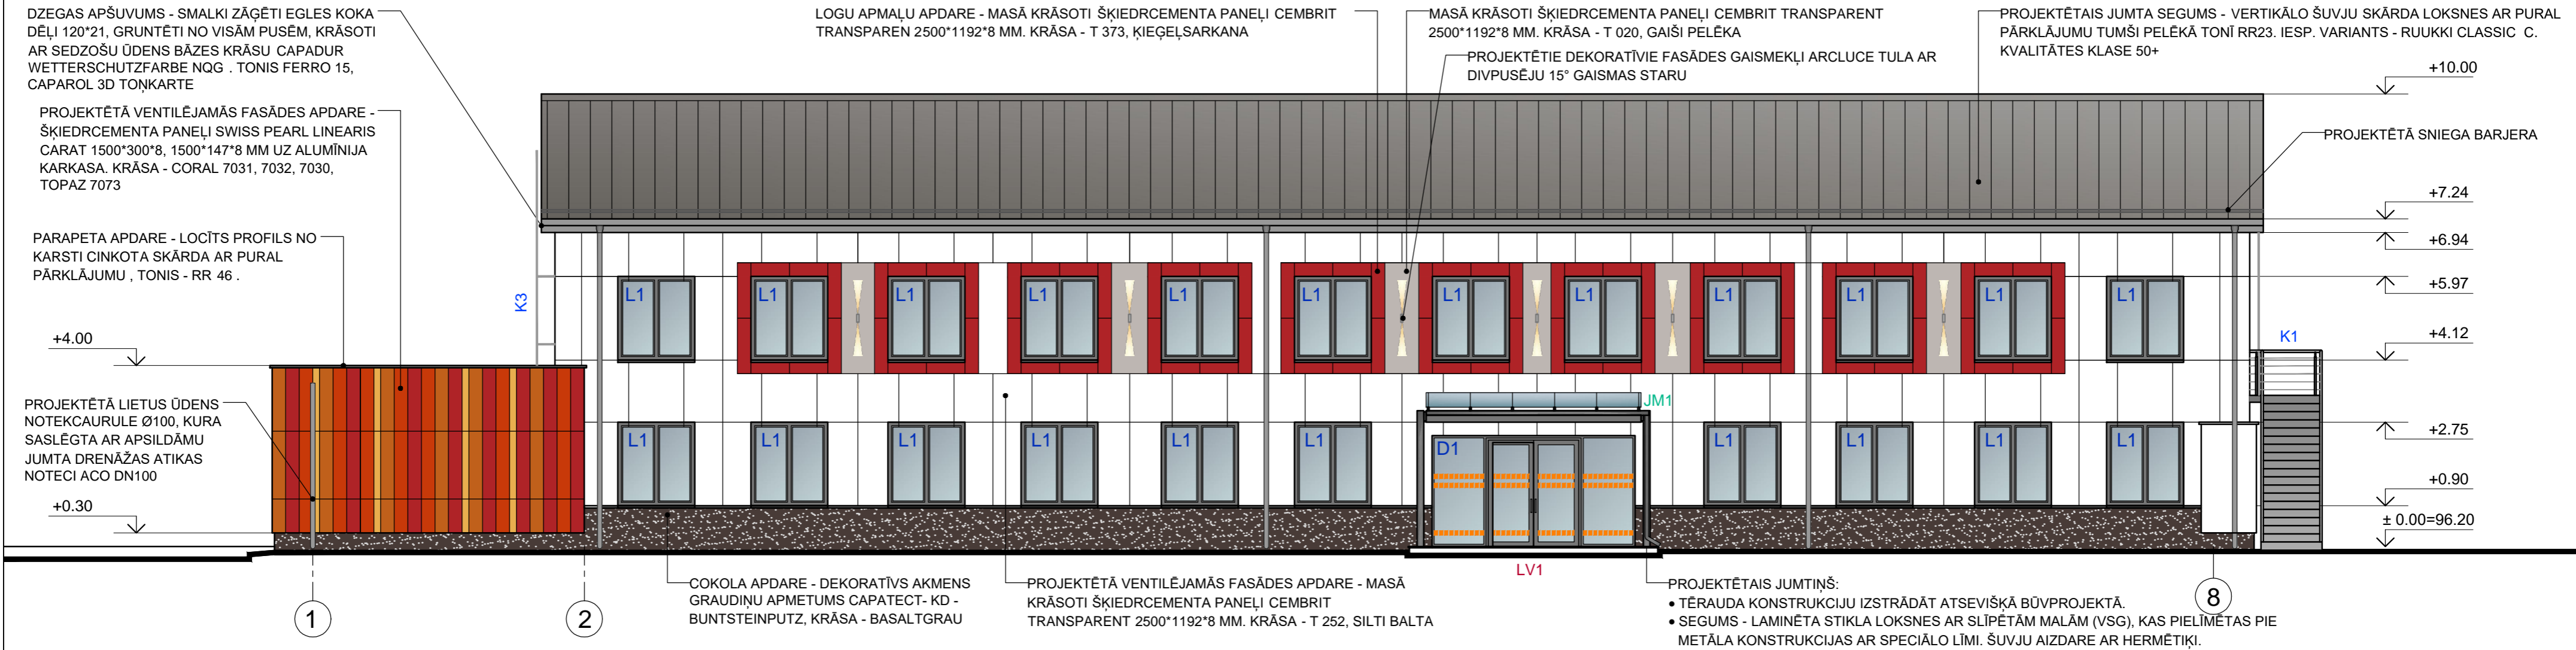 DZEGAS APŠUVUMS - SMALKI ZĀĢĒTI EGLES KOKA
DĒĻI 120*21, GRUNTĒTI NO VISĀM PUSĒM, KRĀSOTI
AR SEDZOŠU ŪDENS BĀZES KRĀSU CAPADUR
WETTERSCHUTZFARBE NQG . TONIS FERRO 15,
CAPAROL 3D TOŅKARTE
PROJEKTĒTĀ VENTILĒJAMĀS FASĀDES APDARE -
ŠĶIEDRCEMENTA PANEĻI SWISS PEARL LINEARIS
CARAT 1500*300*8, 1500*147*8 MM UZ ALUMĪNIJA
KARKASA. KRĀSA - CORAL 7031, 7032, 7030,
TOPAZ 7073
PARAPETA APDARE - LOCĪTS PROFILS NO
KARSTI CINKOTA SKĀRDA AR PURAL
PĀRKLĀJUMU , TONIS - RR 46 .
+4.00
PROJEKTĒTĀ LIETUS ŪDENS
NOTEKCAURULE Ø100, KURA
SASLĒGTA AR APSILDĀMU
JUMTA DRENĀŽAS ATIKAS
NOTECI ACO DN100
+0.30
LOGU APMAĻU APDARE - MASĀ KRĀSOTI ŠĶIEDRCEMENTA PANEĻI CEMBRIT
TRANSPAREN 2500*1192*8 MM. KRĀSA - T 373, ĶIEĢEĻSARKANA
MASĀ KRĀSOTI ŠĶIEDRCEMENTA PANEĻI CEMBRIT TRANSPARENT
2500*1192*8 MM. KRĀSA - T 020, GAIŠI PELĒKA
PROJEKTĒTIE DEKORATĪVIE FASĀDES GAISMEKĻI ARCLUCE TULA AR
DIVPUSĒJU 15° GAISMAS STARU
PROJEKTĒTAIS JUMTA SEGUMS - VERTIKĀLO ŠUVJU SKĀRDA LOKSNES AR PURAL
PĀRKLĀJUMU TUMŠI PELĒKĀ TONĪ RR23. IESP. VARIANTS - RUUKKI CLASSIC C.
KVALITĀTES KLASE 50+
+10.00
PROJEKTĒTĀ SNIEGA BARJERA
+7.24
+6.94
+5.97
+4.12
+2.75
+0.90
± 0.00=96.20
K3
L1 L1 L1 L1 L1 L1 L1 L1 L1 L1 L1 L1
K1
JM1
L1 L1 L1 L1 L1 L1 D1 L1 L1 L1 L1
LV1
1
2
8
COKOLA APDARE - DEKORATĪVS AKMENS
GRAUDIŅU APMETUMS CAPATECT- KD -
BUNTSTEINPUTZ, KRĀSA - BASALTGRAU
PROJEKTĒTĀ VENTILĒJAMĀS FASĀDES APDARE - MASĀ
KRĀSOTI ŠĶIEDRCEMENTA PANEĻI CEMBRIT
TRANSPARENT 2500*1192*8 MM. KRĀSA - T 252, SILTI BALTA
PROJEKTĒTAIS JUMTIŅŠ:
• TĒRAUDA KONSTRUKCIJU IZSTRĀDĀT ATSEVIŠĶĀ BŪVPROJEKTĀ.
• SEGUMS - LAMINĒTA STIKLA LOKSNES AR SLĪPĒTĀM MALĀM (VSG), KAS PIELĪMĒTAS PIE
METĀLA KONSTRUKCIJAS AR SPECIĀLO LĪMI. ŠUVJU AIZDARE AR HERMĒTIĶI.